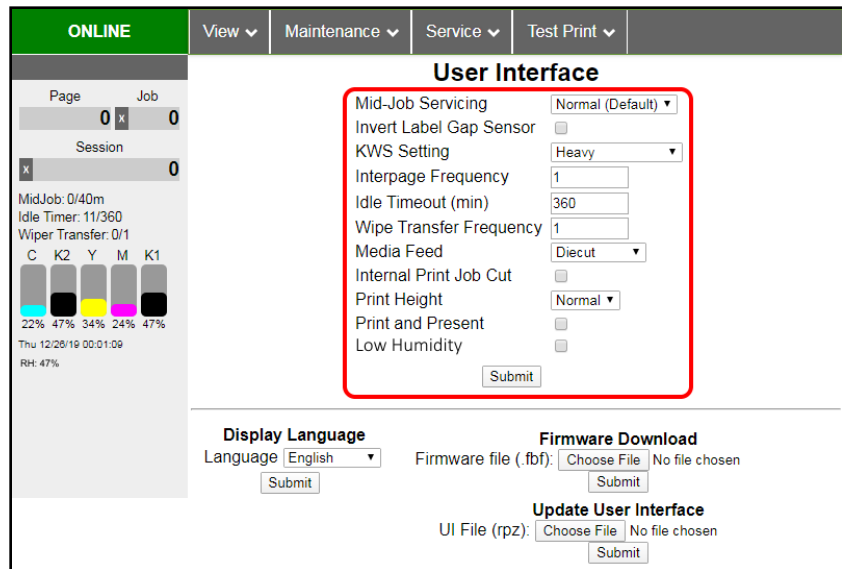 ONLINE View Maintenance Service Test Print
User Interface
Page Job
0 x 0
Session
x 0
MidJob: 0/40m
Idle Timer: 11/360
Wiper Transfer: 0/1
C K2 Y M K1
22% 47% 34% 24% 47%
Thu 12/26/19 00:01:09
RH: 47%
Mid-Job Servicing Normal (Default)
Invert Label Gap Sensor
KWS Setting Heavy
Interpage Frequency 1
Idle Timeout (min) 360
Wipe Transfer Frequency 1
Media Feed Diecut
Internal Print Job Cut
Print Height Normal
Print and Present
Low Humidity
Submit
Display Language
Language English
Submit
Firmware Download
Firmware file (.fbf): Choose File No file chosen
Submit
Update User Interface
UI File (rpz): Choose File No file chosen
Submit